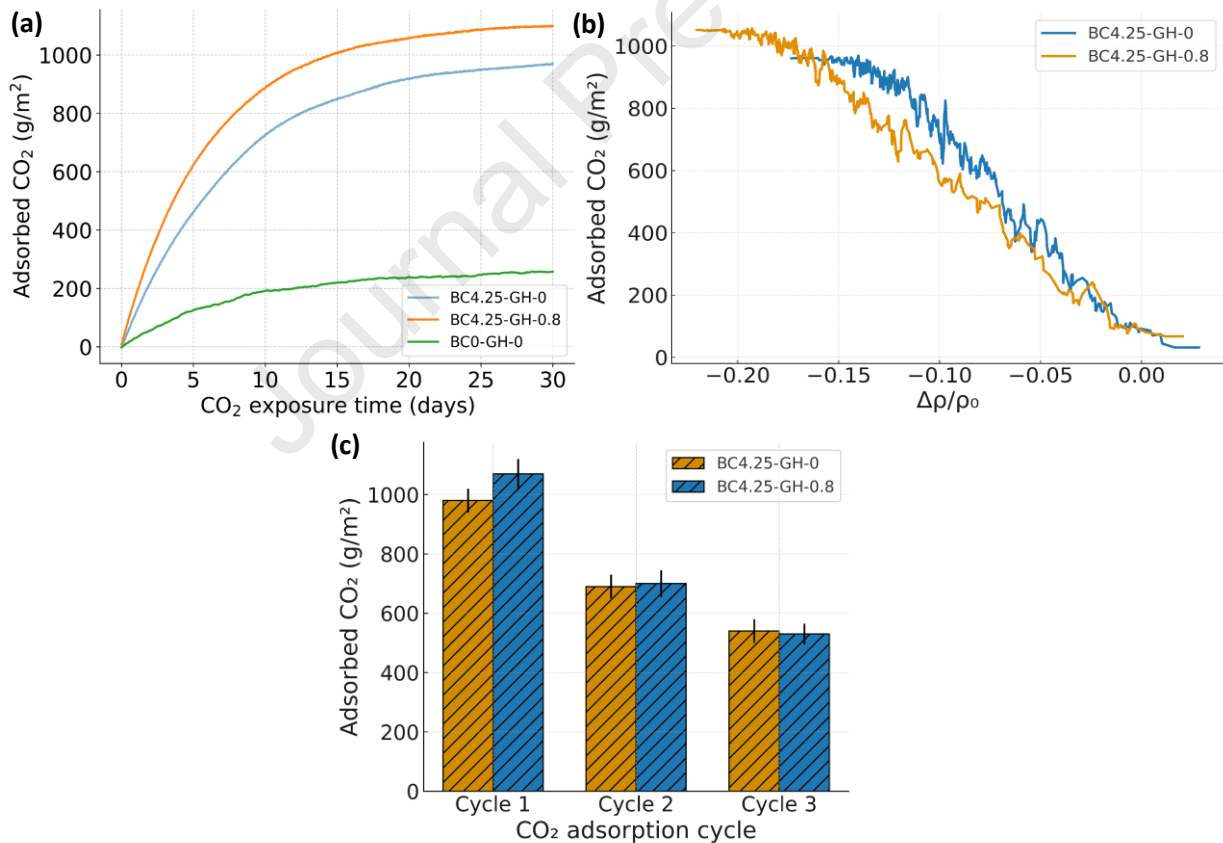 (a)
1000
800
600
400
200
0
Adsorbed CO₂ (g/m²)
BC4.25-GH-0
BC4.25-GH-0.8
BC0-GH-0
0 5 10 15 20 25 30
CO₂ exposure time (days)
(b)
1000
800
600
400
200
0
Adsorbed CO₂ (g/m²)
BC4.25-GH-0
BC4.25-GH-0.8
−0.20 −0.15 −0.10 −0.05 0.00
Δρ/ρ₀
Journal Pre
(c)
1000
800
600
400
200
0
Adsorbed CO₂ (g/m²)
BC4.25-GH-0
BC4.25-GH-0.8
Cycle 1 Cycle 2 Cycle 3
CO₂ adsorption cycle